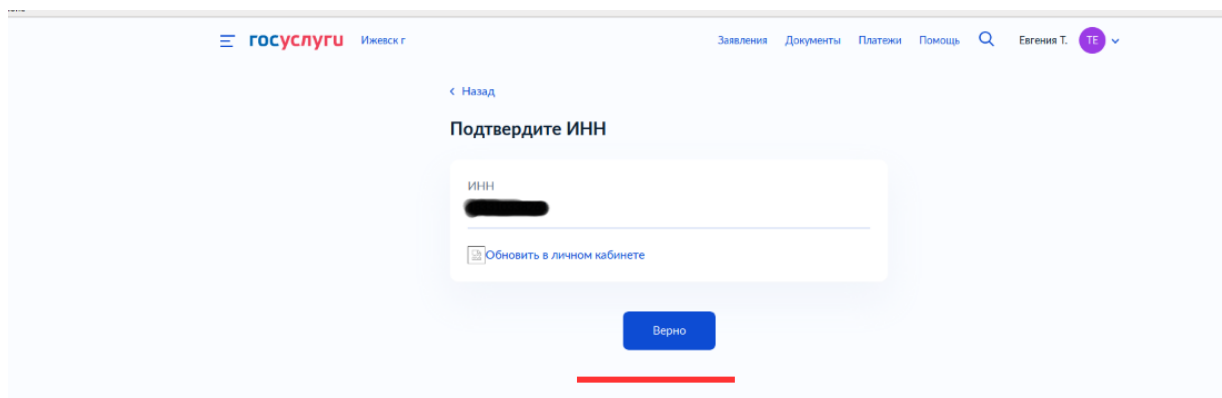 госуслуги Ижевск г Заявления Документы Платежи Помощь Евгения Т. ТЕ
Назад
Подтвердите ИНН
ИНН
Обновить в личном кабинете
Верно